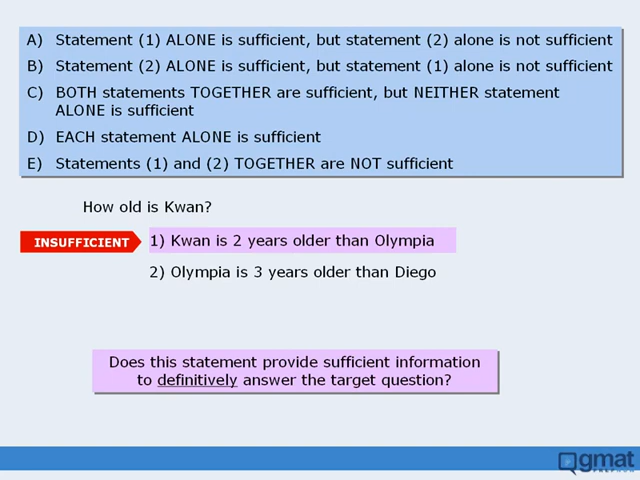 A) Statement (1) ALONE is sufficient, but statement (2) alone is not sufficient
B) Statement (2) ALONE is sufficient, but statement (1) alone is not sufficient
C) BOTH statements TOGETHER are sufficient, but NEITHER statement
ALONE is sufficient
D) EACH statement ALONE is sufficient
E) Statements (1) and (2) TOGETHER are NOT sufficient
How old is Kwan?
INSUFFICIENT 1) Kwan is 2 years older than Olympia
2) Olympia is 3 years older than Diego
Does this statement provide sufficient information
to definitively answer the target question?
gmat